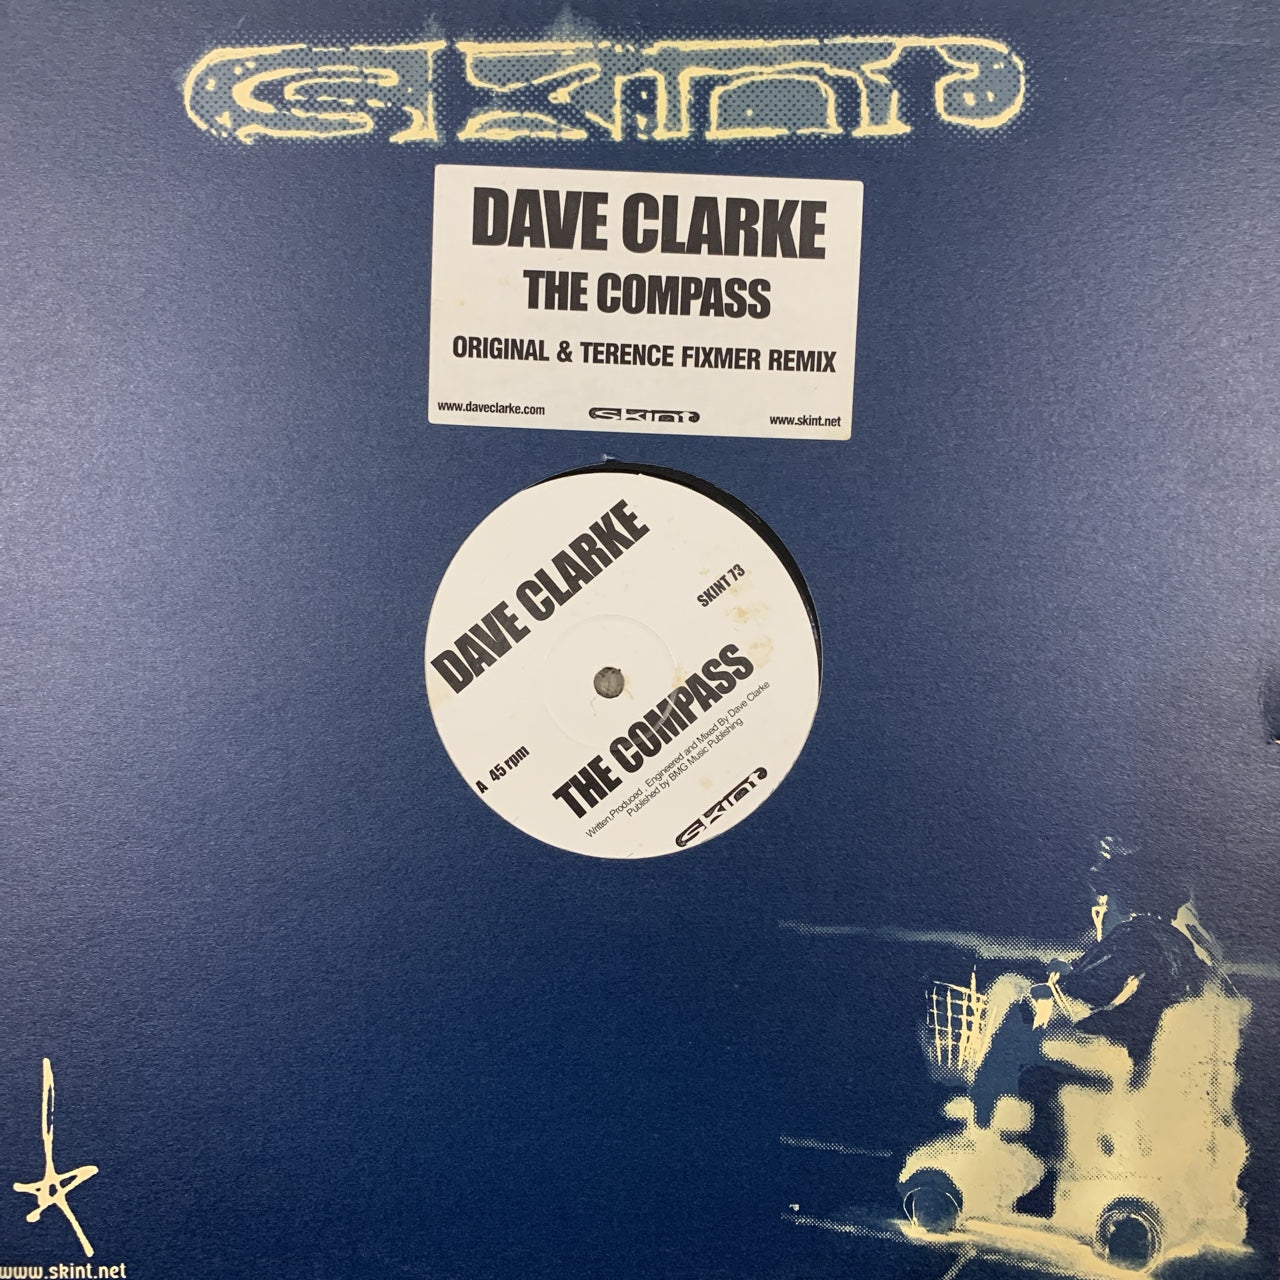 skint
DAVE CLARKE
THE COMPASS
ORIGINAL & TERENCE FIXMER REMIX
www.daveclarke.com
skint
www.skint.net
DAVE CLARKE
SKINT 73
A 45 rpm
THE COMPASS
Written,Produced , Engineered and Mixed By Dave Clarke
Published by BMG Music Publishing
skint
www.skint.net